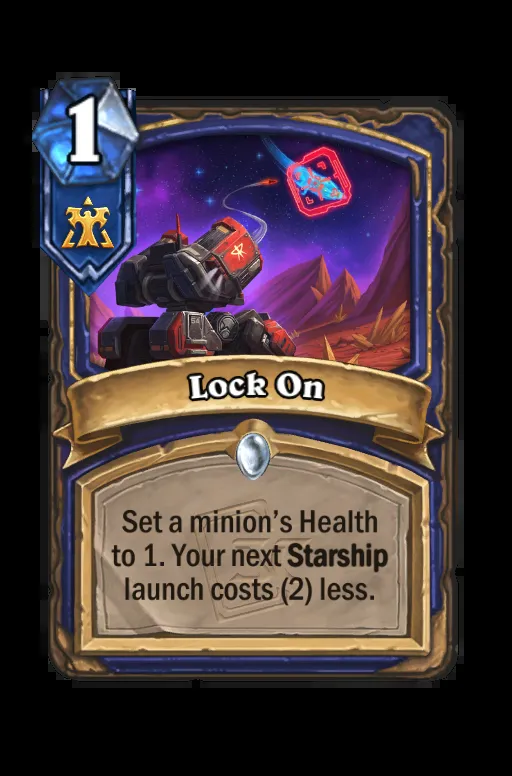 1
Lock On
Set a minion's Health
to 1. Your next Starship
launch costs (2) less.